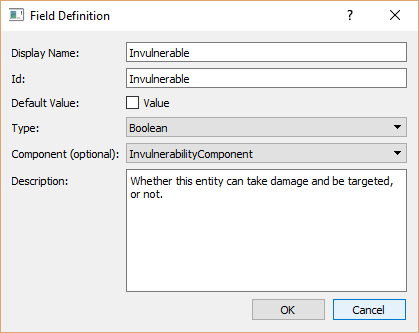 Field Definition
?
Display Name: Invulnerable
Id: Invulnerable
Default Value: Value
Type: Boolean
Component (optional): InvulnerabilityComponent
Description: Whether this entity can take damage and be targeted,
or not.
OK Cancel